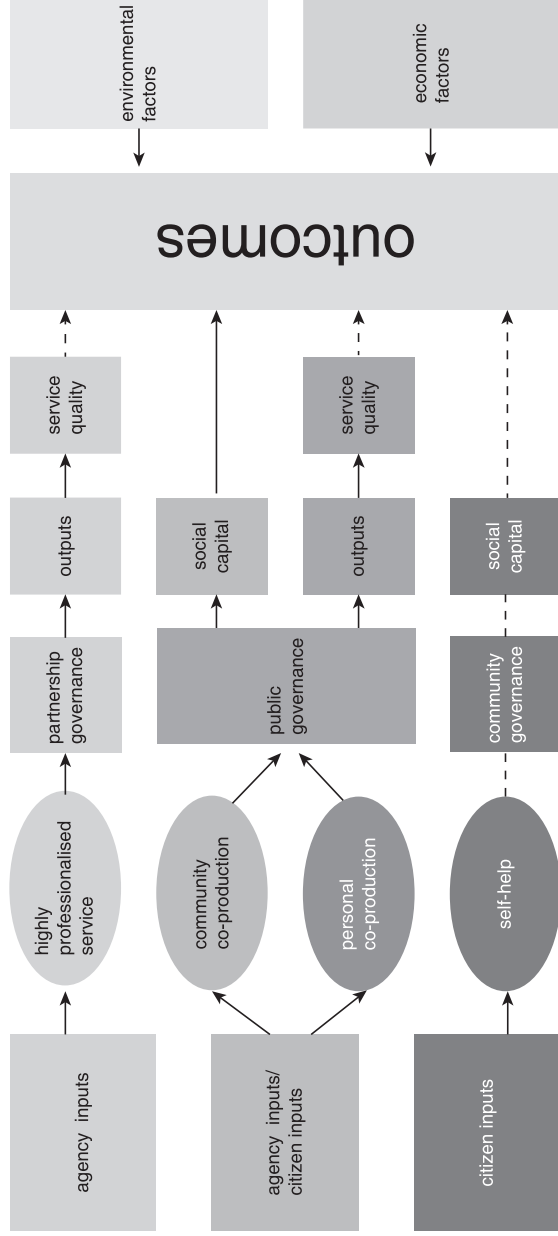 agency inputs
highly
professionalised
service
partnership
governance
outputs
service
quality
agency inputs/
citizen inputs
community
co-production
personal
co-production
public
governance
social
capital
outputs
service
quality
citizen inputs
self-help
community
governance
social
capital
outcomes
environmental
factors
economic
factors